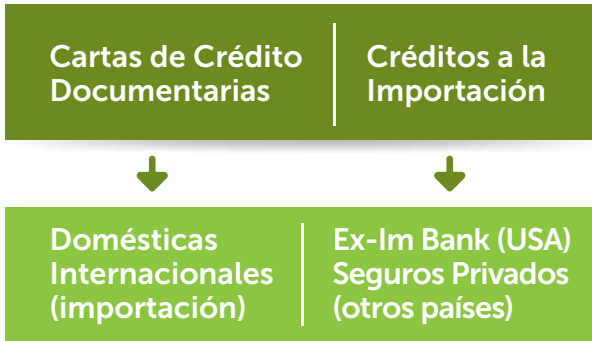 Cartas de Crédito
Documentarias
Créditos a la
Importación
Domésticas
Internacionales
(importación)
Ex-Im Bank (USA)
Seguros Privados
(otros países)